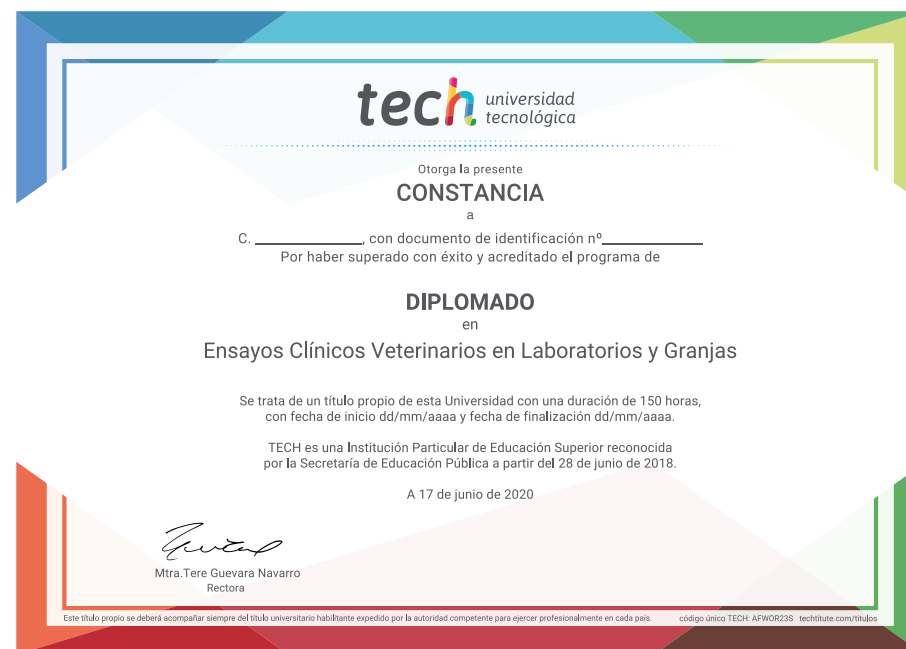 tech universidad
tecnológica
Otorga la presente
CONSTANCIA
a
C. ____________, con documento de identificación nº____________
Por haber superado con éxito y acreditado el programa de
DIPLOMADO
en
Ensayos Clínicos Veterinarios en Laboratorios y Granjas
Se trata de un título propio de esta Universidad con una duración de 150 horas,
con fecha de inicio dd/mm/aaaa y fecha de finalización dd/mm/aaaa.
TECH es una Institución Particular de Educación Superior reconocida
por la Secretaría de Educación Pública a partir del 28 de junio de 2018.
A 17 de junio de 2020
Mtra.Tere Guevara Navarro
Rectora
Este título propio se deberá acompañar siempre del título universitario habilitante expedido por la autoridad competente para ejercer profesionalmente en cada país. código único TECH: AFWOR23S techtitute.com/titulos